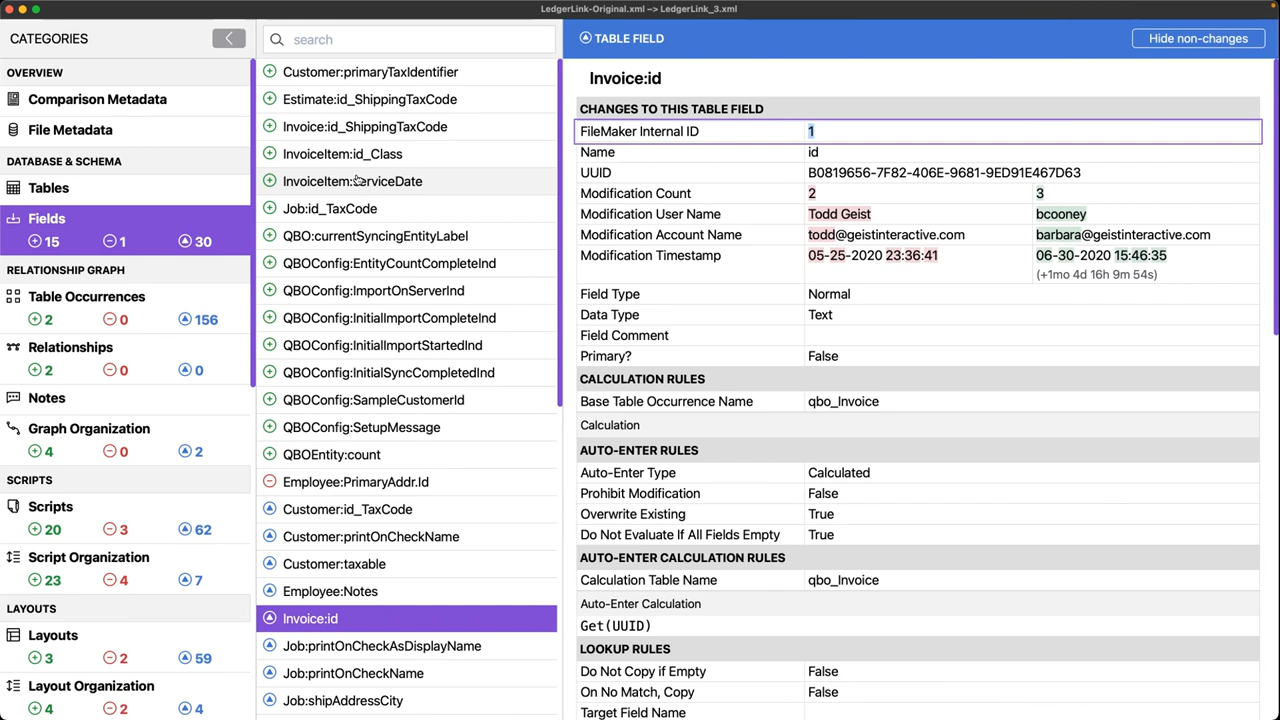 LedgerLink-Original.xml –> LedgerLink_3.xml
CATEGORIES
OVERVIEW
Comparison Metadata
File Metadata
DATABASE & SCHEMA
Tables
Fields
15 1 30
RELATIONSHIP GRAPH
Table Occurrences
2 0 156
Relationships
2 0 0
Notes
Graph Organization
4 0 2
SCRIPTS
Scripts
20 3 62
Script Organization
23 4 7
LAYOUTS
Layouts
3 2 59
Layout Organization
4 2 4
search
Customer:primaryTaxIdentifier
Estimate:id_ShippingTaxCode
Invoice:id_ShippingTaxCode
InvoiceItem:id_Class
InvoiceItem:serviceDate
Job:id_TaxCode
QBO:currentSyncingEntityLabel
QBOConfig:EntityCountCompleteInd
QBOConfig:ImportOnServerInd
QBOConfig:InitialImportCompleteInd
QBOConfig:InitialImportStartedInd
QBOConfig:InitialSyncCompletedInd
QBOConfig:SampleCustomerId
QBOConfig:SetupMessage
QBOEntity:count
Employee:PrimaryAddr.Id
Customer:id_TaxCode
Customer:printOnCheckName
Customer:taxable
Employee:Notes
Invoice:id
Job:printOnCheckAsDisplayName
Job:printOnCheckName
Job:shipAddressCity
TABLE FIELD
Hide non-changes
Invoice:id
CHANGES TO THIS TABLE FIELD
FileMaker Internal ID 1
Name id
UUID B0819656-7F82-406E-9681-9ED91E467D63
Modification Count 2 3
Modification User Name Todd Geist bcooney
Modification Account Name todd@geistinteractive.com barbara@geistinteractive.com
Modification Timestamp 05-25-2020 23:36:41 06-30-2020 15:46:35
(+1mo 4d 16h 9m 54s)
Field Type Normal
Data Type Text
Field Comment
Primary? False
CALCULATION RULES
Base Table Occurrence Name qbo_Invoice
Calculation
AUTO-ENTER RULES
Auto-Enter Type Calculated
Prohibit Modification False
Overwrite Existing True
Do Not Evaluate If All Fields Empty True
AUTO-ENTER CALCULATION RULES
Calculation Table Name qbo_Invoice
Auto-Enter Calculation
Get(UUID)
LOOKUP RULES
Do Not Copy if Empty False
On No Match, Copy False
Target Field Name